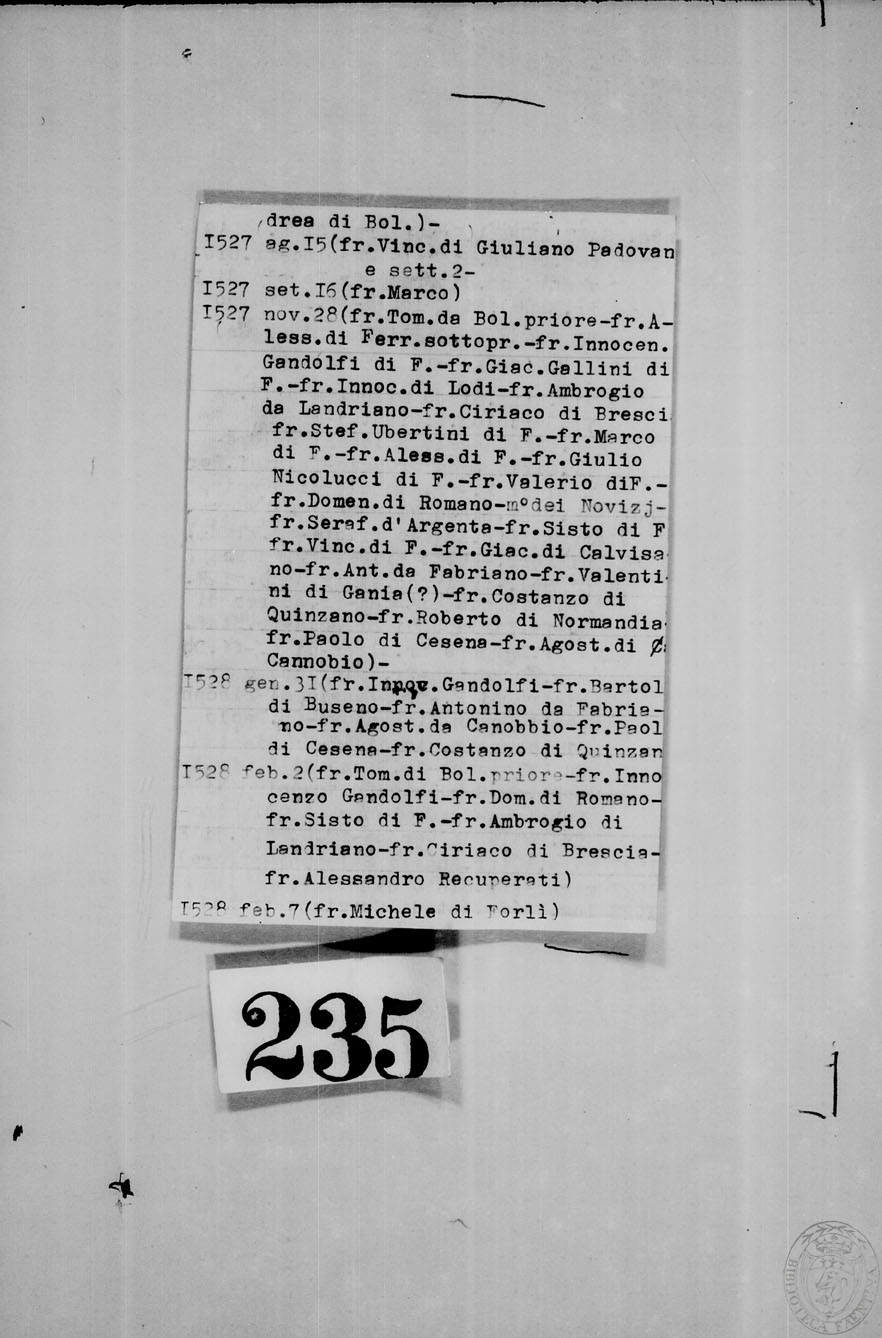 drea di Bol.)-
I527 ag.I5(fr.Vinc.di Giuliano Padovan
e sett.2-
I527 set.I6(fr.Marco)
I527 nov.28(fr.Tom.da Bol.priore-fr.A-
less.di Ferr.sottopr.-fr.Innocen.
Gandolfi di F.-fr.Giac.Gallini di
F.-fr.Innoc.di Lodi-fr.Ambrogio
da Landriano-fr.Ciriaco di Bresci
fr.Stef.Ubertini di F.-fr.Marco
di F.-fr.Aless.di F.-fr.Giulio
Nicolucci di F.-fr.Valerio diF.-
fr.Domen.di Romano-m°dei Novizj-
fr.Seraf.d'Argenta-fr.Sisto di F
fr.Vinc.di F.-fr.Giac.di Calvisa
no-fr.Ant.da Fabriano-fr.Valenti
ni di Gania(?)-fr.Costanzo di
Quinzano-fr.Roberto di Normandia
fr.Paolo di Cesena-fr.Agost.di
Cannobio)-
I528 gen.3I(fr.Innoc.Gandolfi-fr.Bartol
di Buseno-fr.Antonino da Fabria-
no-fr.Agost.da Canobbio-fr.Paol
di Cesena-fr.Costanzo di Quinzan
I528 feb.2(fr.Tom.di Bol.priore-fr.Inno
cenzo Gandolfi-fr.Dom.di Romano-
fr.Sisto di F.-fr.Ambrogio di
Landriano-fr.Ciriaco di Brescia-
fr.Alessandro Recuperati)
I528 feb.7(fr.Michele di Forlì)
235
BIBLIOTECA FAENTINA